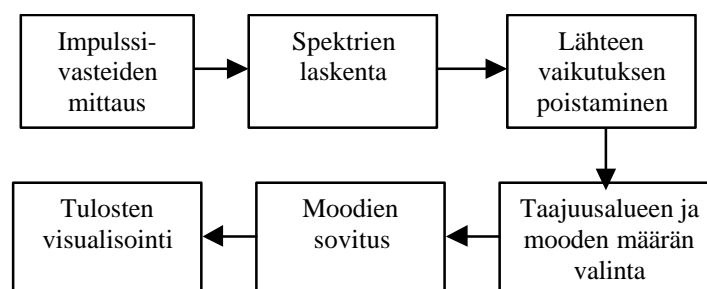 Impulssi-
vasteiden
mittaus
Spektrien
laskenta
Lähteen
vaikutuksen
poistaminen
Taajuusalueen ja
mooden määrän
valinta
Moodien
sovitus
Tulosten
visualisointi